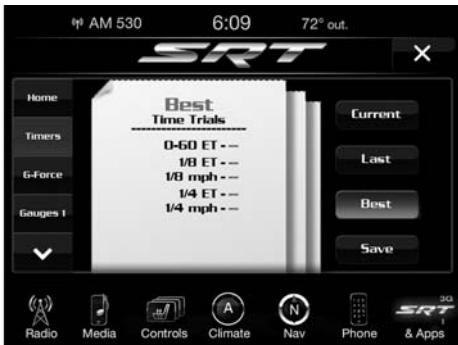 AM 530 6:09 72° out.
SRT X
Home
Timers
G-Force
Gauges 1
Best
Time Trials
0-60 ET - --
1/8 ET - --
1/8 mph - --
1/4 ET - --
1/4 mph - --
Current
Last
Best
Save
A N 3G
SRT
Radio Media Controls Climate Nav Phone & Apps